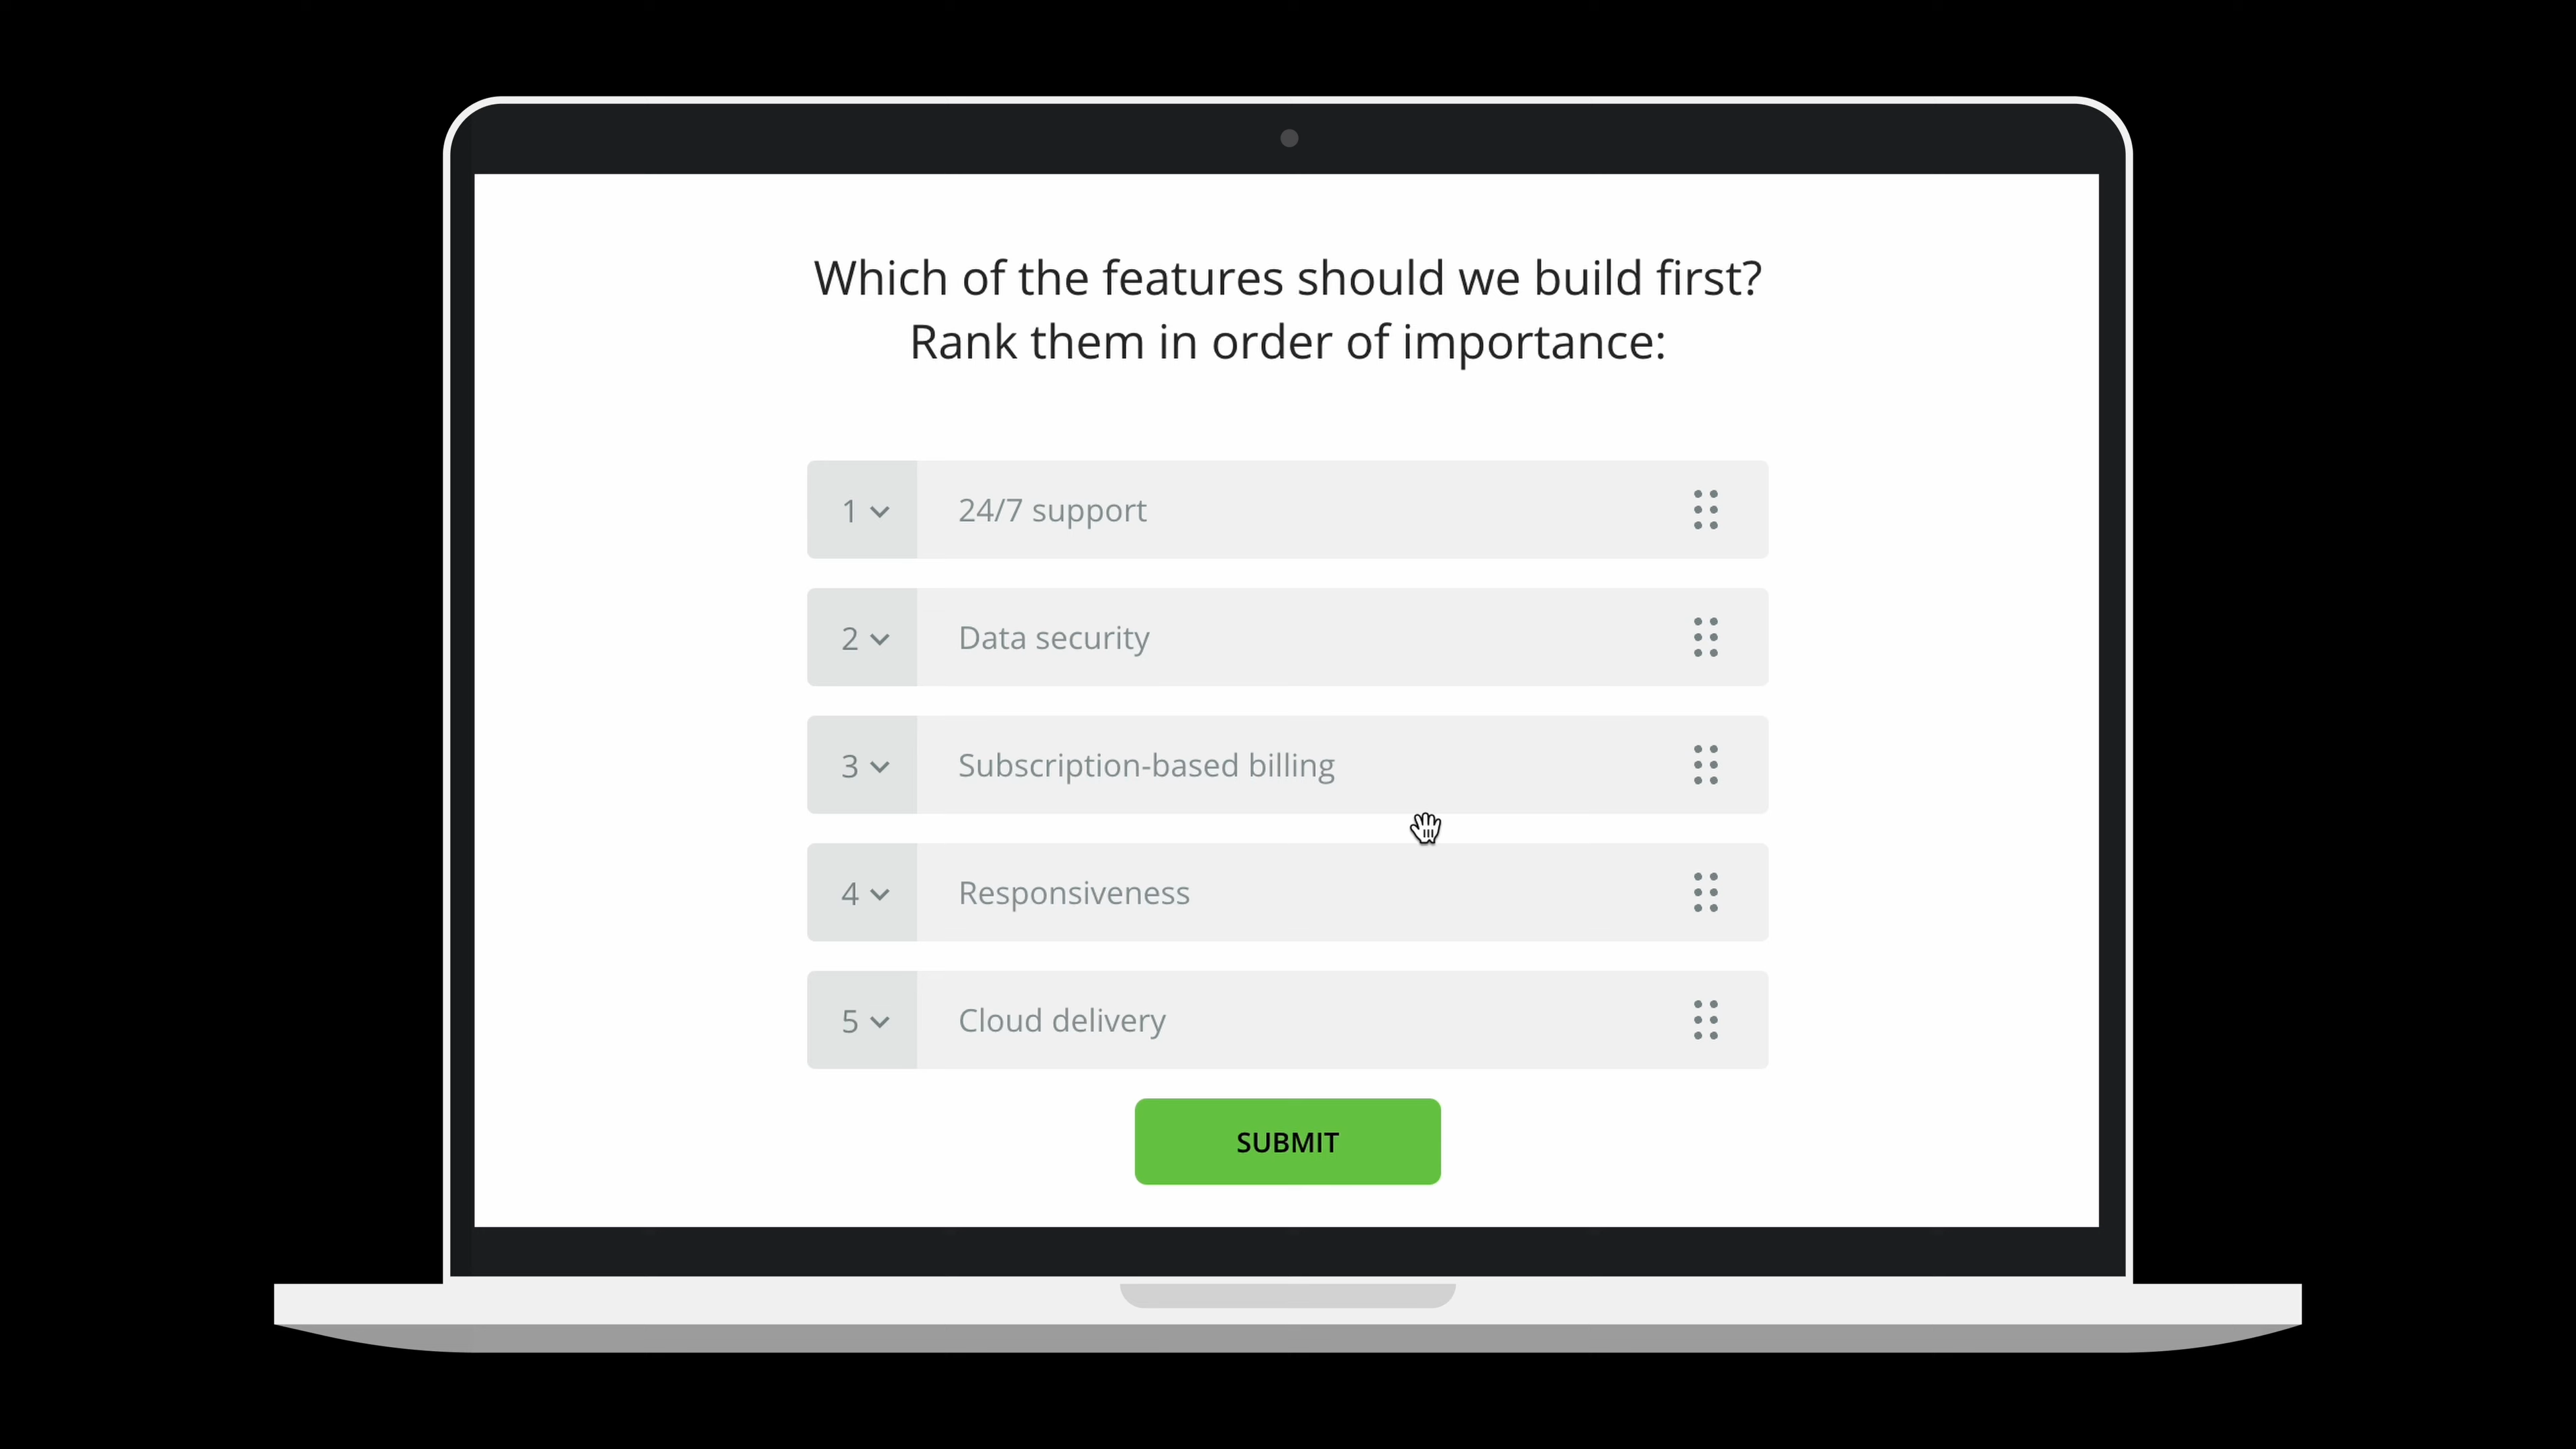 Which of the features should we build first?
Rank them in order of importance:
1 24/7 support
2 Data security
3 Subscription-based billing
4 Responsiveness
5 Cloud delivery
SUBMIT